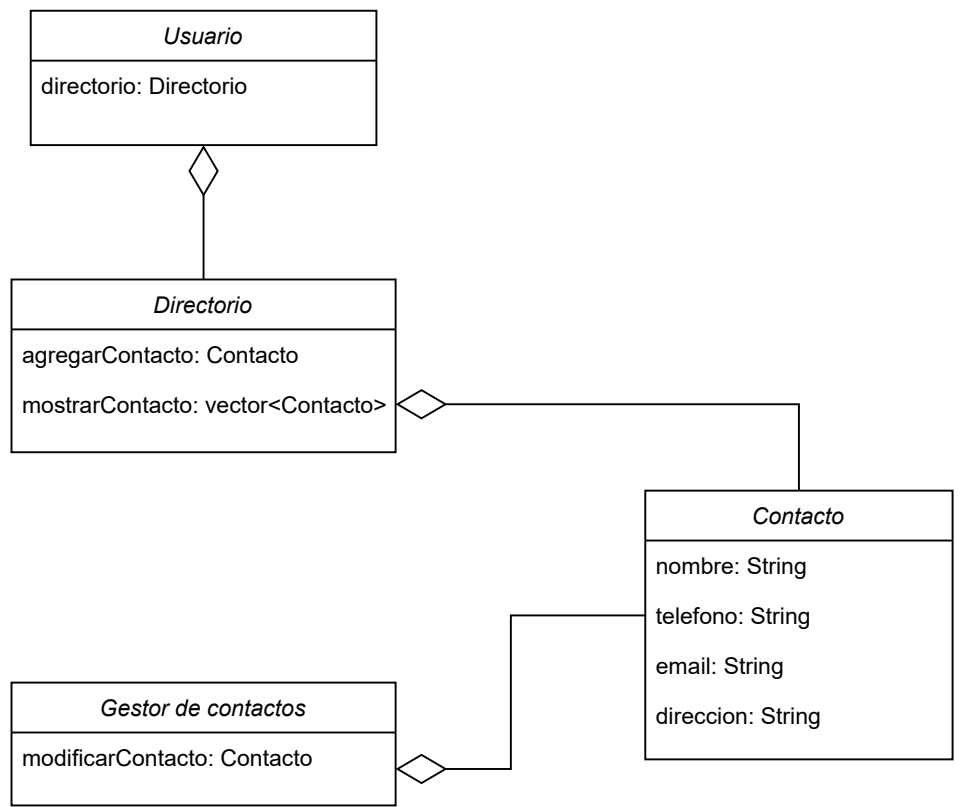 Usuario
directorio: Directorio
Directorio
agregarContacto: Contacto
mostrarContacto: vector<Contacto>
Contacto
nombre: String
telefono: String
email: String
direccion: String
Gestor de contactos
modificarContacto: Contacto